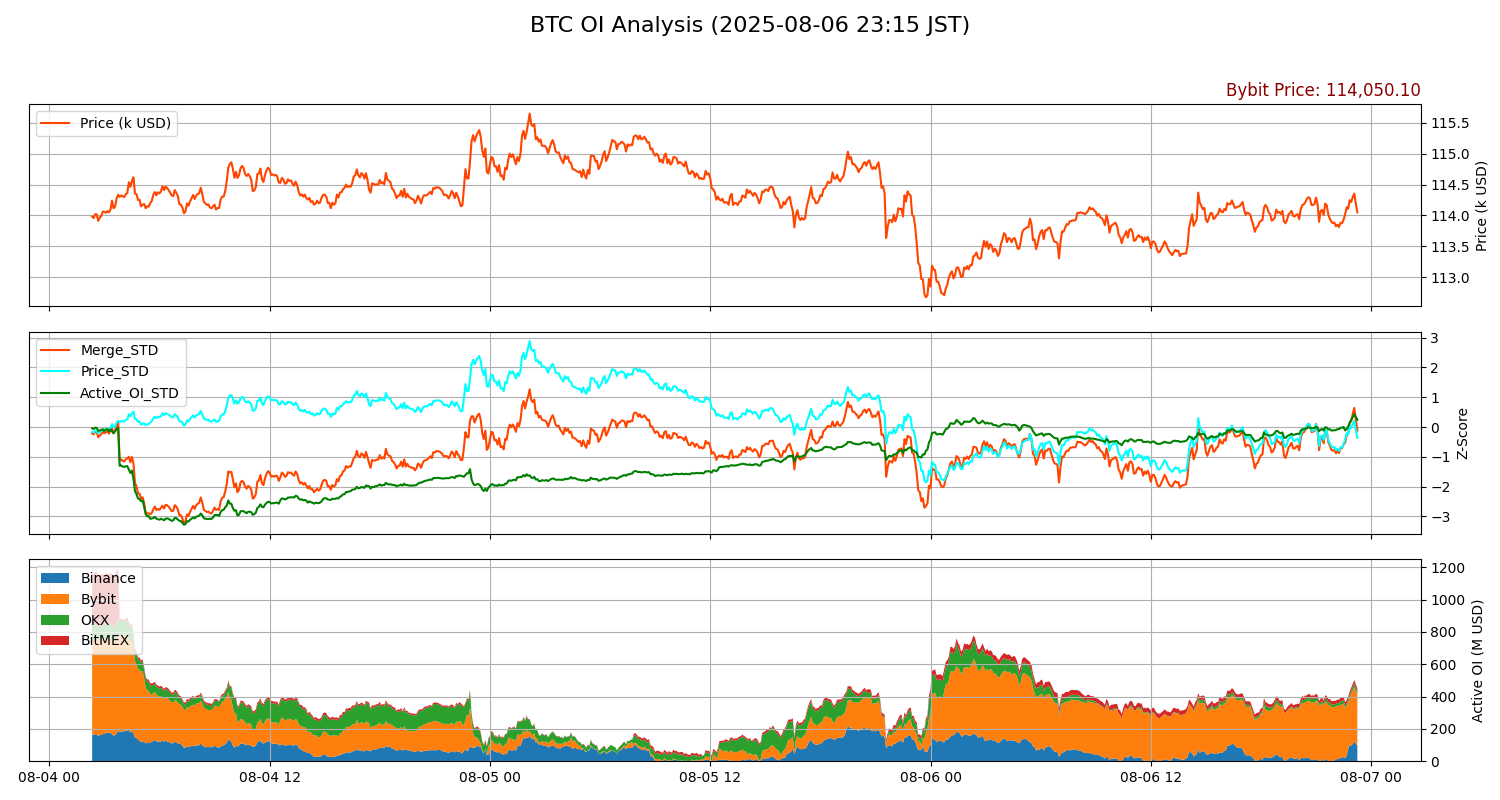 BTC OI Analysis (2025-08-06 23:15 JST)
Bybit Price: 114,050.10
Price (k USD)
115.5
115.0
114.5
114.0
113.5
113.0
Price (k USD)
Merge_STD
Price_STD
Active_OI_STD
3
2
1
0
−1
−2
−3
Z-Score
Binance
Bybit
OKX
BitMEX
1200
1000
800
600
400
200
0
Active OI (M USD)
08-04 00
08-04 12
08-05 00
08-05 12
08-06 00
08-06 12
08-07 00